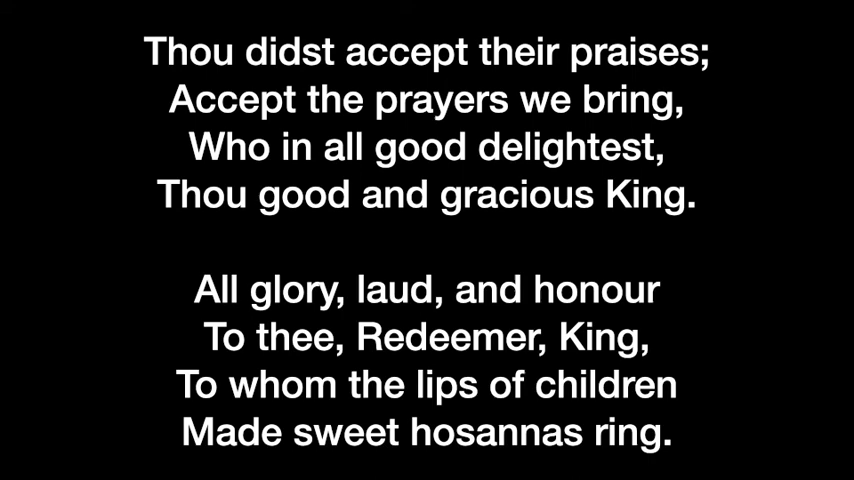 Thou didst accept their praises;
Accept the prayers we bring,
Who in all good delightest,
Thou good and gracious King.
All glory, laud, and honour
To thee, Redeemer, King,
To whom the lips of children
Made sweet hosannas ring.